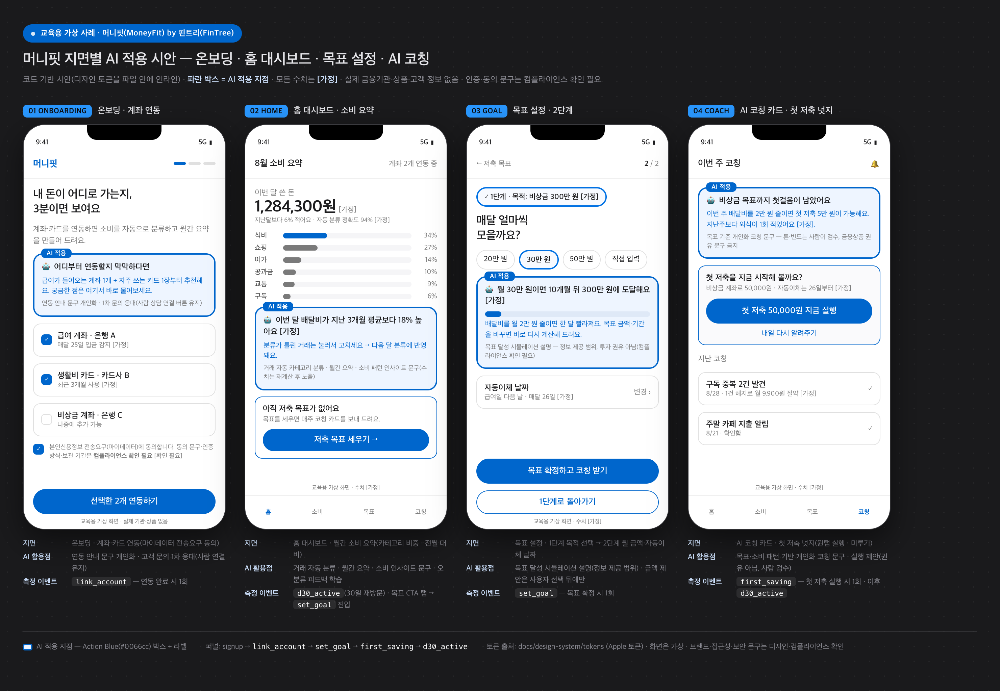 교육용 가상 사례 · 머니핏(MoneyFit) by 핀트리(FinTree)
머니핏 지면별 AI 적용 시안 — 온보딩 · 홈 대시보드 · 목표 설정 · AI 코칭
코드 기반 시안(디자인 토큰을 파일 안에 인라인) · 파란 박스 = AI 적용 지점 · 모든 수치는 [가정] · 실제 금융기관·상품·고객 정보 없음 · 인증·동의 문구는 컴플라이언스 확인 필요
01 ONBOARDING 온보딩 · 계좌 연동
9:41 5G
머니핏
내 돈이 어디로 가는지,
3분이면 보여요
계좌·카드를 연동하면 소비를 자동으로 분류하고 월간 요약
을 만들어 드려요.
AI 적용
어디부터 연동할지 막막하다면
급여가 들어오는 계좌 1개 + 자주 쓰는 카드 1장부터 추천해
요. 궁금한 점은 여기서 바로 물어보세요.
연동 안내 문구 개인화 · 1차 문의 응대(사람 상담 연결 버튼 유지)
✓ 급여 계좌 · 은행 A
매달 25일 입금 감지 [가정]
✓ 생활비 카드 · 카드사 B
최근 3개월 사용 [가정]
비상금 계좌 · 은행 C
나중에 추가 가능
✓ 본인신용정보 전송요구(마이데이터)에 동의합니다. 동의 문구·인증
방식·보관 기간은 컴플라이언스 확인 필요 [확인 필요]
선택한 2개 연동하기
교육용 가상 화면 · 실제 기관·상품 없음
지면 온보딩 · 계좌·카드 연동(마이데이터 전송요구 동의)
AI 활용점 연동 안내 문구 개인화 · 고객 문의 1차 응대(사람 연결
유지)
측정 이벤트 link_account — 연동 완료 시 1회
02 HOME 홈 대시보드 · 소비 요약
9:41 5G
8월 소비 요약 계좌 2개 연동 중
이번 달 쓴 돈
1,284,300원 [가정]
지난달보다 6% 적어요 · 자동 분류 정확도 94% [가정]
식비 34%
쇼핑 27%
여가 14%
공과금 10%
교통 9%
구독 6%
AI 적용
이번 달 배달비가 지난 3개월 평균보다 18% 높
아요 [가정]
분류가 틀린 거래는 눌러서 고치세요 → 다음 달 분류에 반영
돼요.
거래 자동 카테고리 분류 · 월간 요약 · 소비 패턴 인사이트 문구(수
치는 재계산 후 노출)
아직 저축 목표가 없어요
목표를 세우면 매주 코칭 카드를 보내 드려요.
저축 목표 세우기 →
교육용 가상 화면 · 수치 [가정]
홈 소비 목표 코칭
지면 홈 대시보드 · 월간 소비 요약(카테고리 비중 · 전월 대
비)
AI 활용점 거래 자동 분류 · 월간 요약 · 소비 인사이트 문구 · 오
분류 피드백 학습
측정 이벤트 d30_active (30일 재방문) · 목표 CTA 탭 →
set_goal 진입
03 GOAL 목표 설정 · 2단계
9:41 5G
← 저축 목표 2 / 2
✓ 1단계 · 목적: 비상금 300만 원 [가정]
매달 얼마씩
모을까요?
20만 원 30만 원 50만 원 직접 입력
AI 적용
월 30만 원이면 10개월 뒤 300만 원에 도달해요
[가정]
배달비를 월 2만 원 줄이면 한 달 빨라져요. 목표 금액·기간
을 바꾸면 바로 다시 계산해 드려요.
목표 달성 시뮬레이션 설명 — 정보 제공 범위, 투자 권유 아님(컴플
라이언스 확인 필요)
자동이체 날짜
급여일 다음 날 · 매달 26일 [가정]
변경 ›
목표 확정하고 코칭 받기
1단계로 돌아가기
교육용 가상 화면 · 수치 [가정]
지면 목표 설정 · 1단계 목적 선택 → 2단계 월 금액·자동이
체 날짜
AI 활용점 목표 달성 시뮬레이션 설명(정보 제공 범위) · 금액 제
안은 사용자 선택 뒤에만
측정 이벤트 set_goal — 목표 확정 시 1회
04 COACH AI 코칭 카드 · 첫 저축 넛지
9:41 5G
이번 주 코칭
AI 적용
비상금 목표까지 첫걸음이 남았어요
이번 주 배달비를 2만 원 줄이면 첫 저축 5만 원이 가능해요.
지난주보다 외식이 1회 적었어요 [가정].
목표 기준 개인화 코칭 문구 — 톤·빈도는 사람이 검수, 금융상품 권
유 문구 금지
첫 저축을 지금 시작해 볼까요?
비상금 계좌로 50,000원 · 자동이체는 26일부터 [가정]
첫 저축 50,000원 지금 실행
내일 다시 알려주기
지난 코칭
구독 중복 2건 발견
8/28 · 1건 해지로 월 9,900원 절약 [가정]
✓
주말 카페 지출 알림
8/21 · 확인함
✓
교육용 가상 화면 · 수치 [가정]
홈 소비 목표 코칭
지면 AI 코칭 카드 · 첫 저축 넛지(원탭 실행 · 미루기)
AI 활용점 목표·소비 패턴 기반 개인화 코칭 문구 · 실행 제안(권
유 아님, 사람 검수)
측정 이벤트 first_saving — 첫 저축 실행 시 1회 · 이후
d30_active
AI 적용 지점 — Action Blue(#0066cc) 박스 + 라벨 퍼널: signup → link_account → set_goal → first_saving → d30_active 토큰 출처: docs/design-system/tokens (Apple 토큰) · 화면은 가상 · 브랜드·접근성·보안 문구는 디자인·컴플라이언스 확인